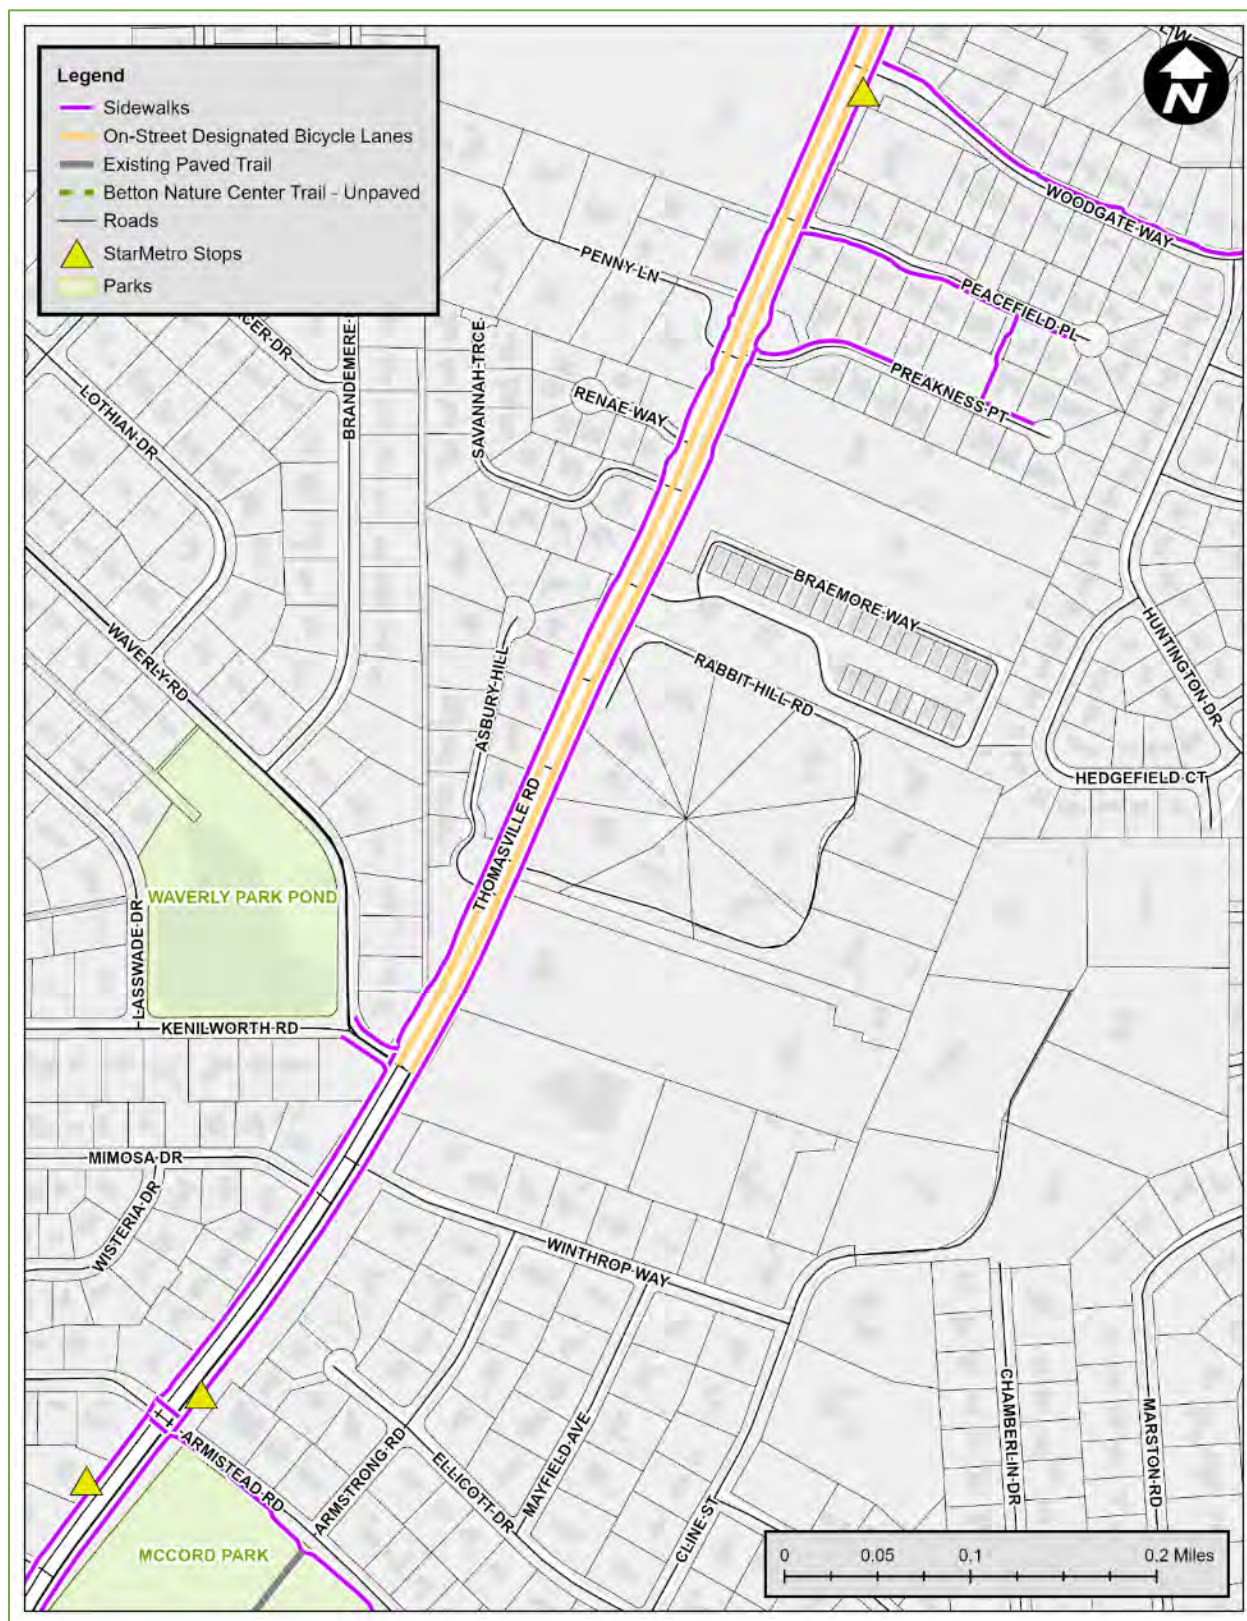 Legend
Sidewalks
On-Street Designated Bicycle Lanes
Existing Paved Trail
Betton Nature Center Trail - Unpaved
Roads
StarMetro Stops
Parks
N
WOODGATE WAY
PENNY LN
PEACEFIELD PL
PREAKNESS PT
SAVANNAH TRCE
BRANDEMERE
CER DR
LOTHIAN DR
RENAE WAY
BRAEMORE WAY
HUNTINGTON DR
WAVERLY RD
RABBIT HILL RD
ASBURY HILL
HEDGEFIELD CT
THOMASVILLE RD
WAVERLY PARK POND
LASSWADE DR
KENILWORTH RD
MIMOSA DR
WISTERIA DR
WINTHROP WAY
CHAMBERLIN DR
MARSTON RD
ARMISTEAD RD
ARMSTRONG RD
ELLICOTT DR
MAYFIELD AVE
CLINE ST
MCCORD PARK
0 0.05 0.1 0.2 Miles